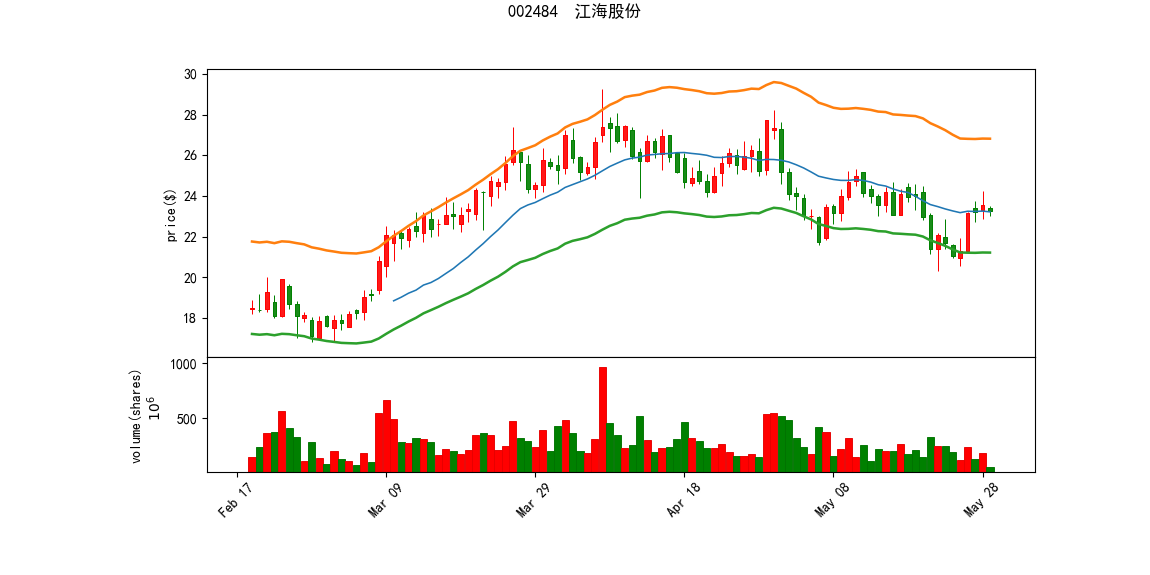 002484 江海股份
price($)
30
28
26
24
22
20
18
volume(shares)
10^6
1000
500
Feb 17
Mar 09
Mar 29
Apr 18
May 08
May 28